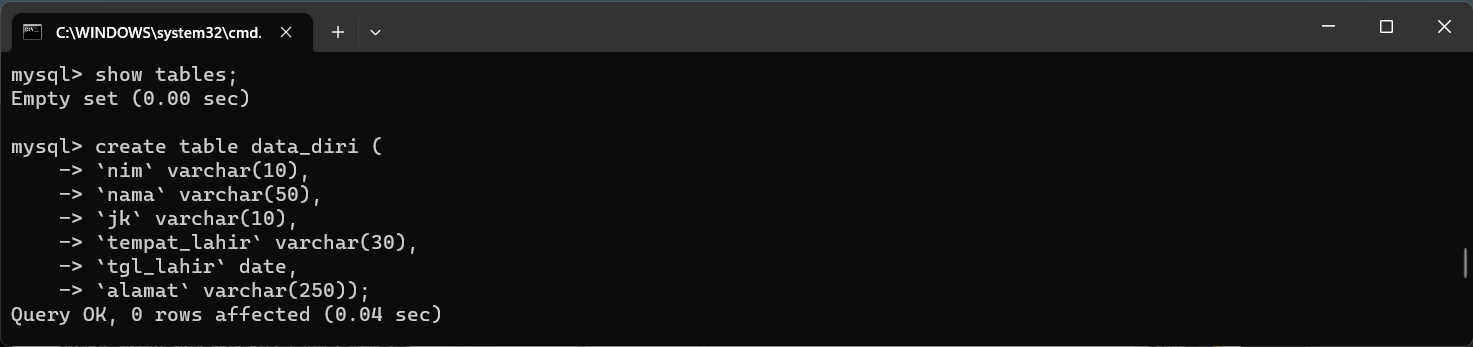 C:\WINDOWS\system32\cmd.
mysql> show tables;
Empty set (0.00 sec)
mysql> create table data_diri (
-> `nim` varchar(10),
-> `nama` varchar(50),
-> `jk` varchar(10),
-> `tempat_lahir` varchar(30),
-> `tgl_lahir` date,
-> `alamat` varchar(250));
Query OK, 0 rows affected (0.04 sec)